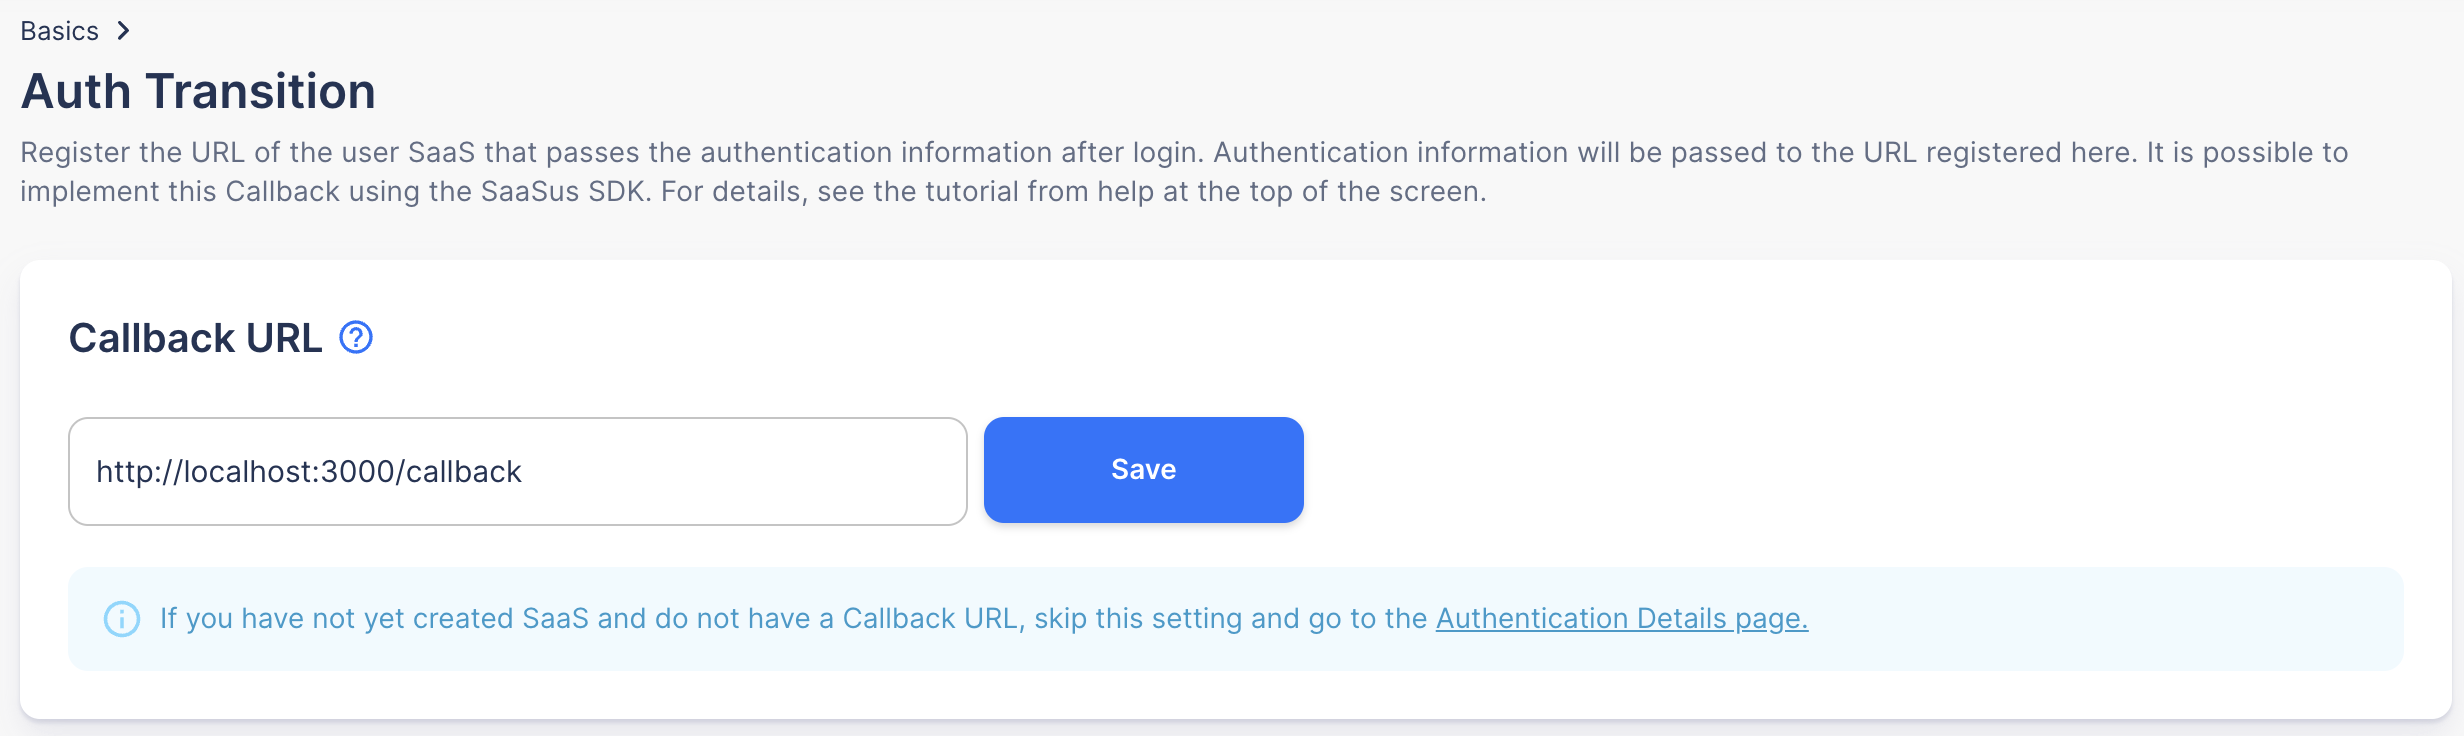 Basics
Auth Transition
Register the URL of the user SaaS that passes the authentication information after login. Authentication information will be passed to the URL registered here. It is possible to
implement this Callback using the SaaSus SDK. For details, see the tutorial from help at the top of the screen.
Callback URL
http://localhost:3000/callback
Save
If you have not yet created SaaS and do not have a Callback URL, skip this setting and go to the Authentication Details page.